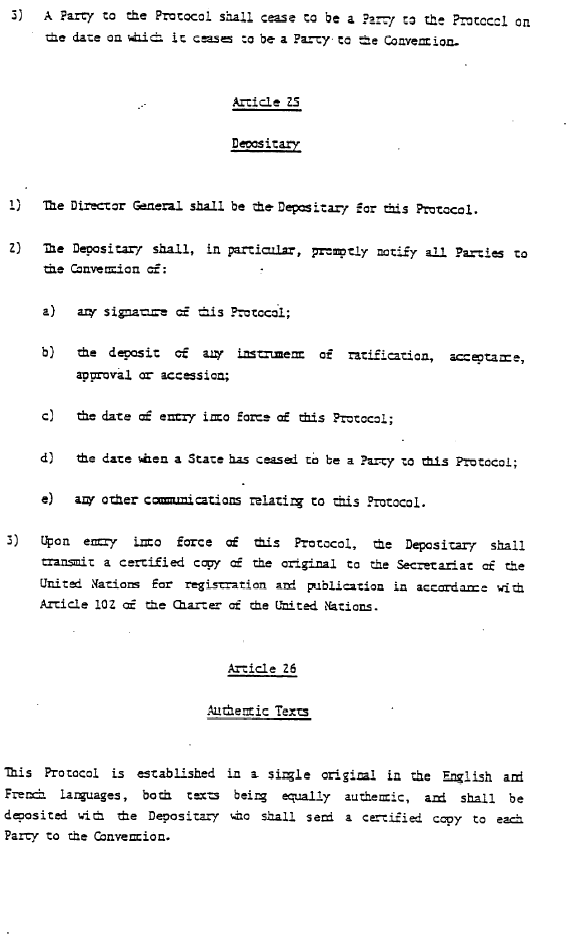 3) A Party to the Protocol shall cease to be a Party to the Protocol on
the date on which it ceases to be a Party to the Convention.
Article 25
Depositary
1) The Director General shall be the Depositary for this Protocol.
2) The Depositary shall, in particular, promptly notify all Parties to
the Convention of:
a) any signature of this Protocol;
b) the deposit of any instrument of ratification, acceptance,
approval or accession;
c) the date of entry into force of this Protocol;
d) the date when a State has ceased to be a Party to this Protocol;
e) any other communications relating to this Protocol.
3) Upon entry into force of this Protocol, the Depositary shall
transmit a certified copy of the original to the Secretariat of the
United Nations for registration and publication in accordance with
Article 102 of the Charter of the United Nations.
Article 26
Authentic Texts
This Protocol is established in a single original in the English and
French languages, both texts being equally authentic, and shall be
deposited with the Depositary who shall send a certified copy to each
Party to the Convention.